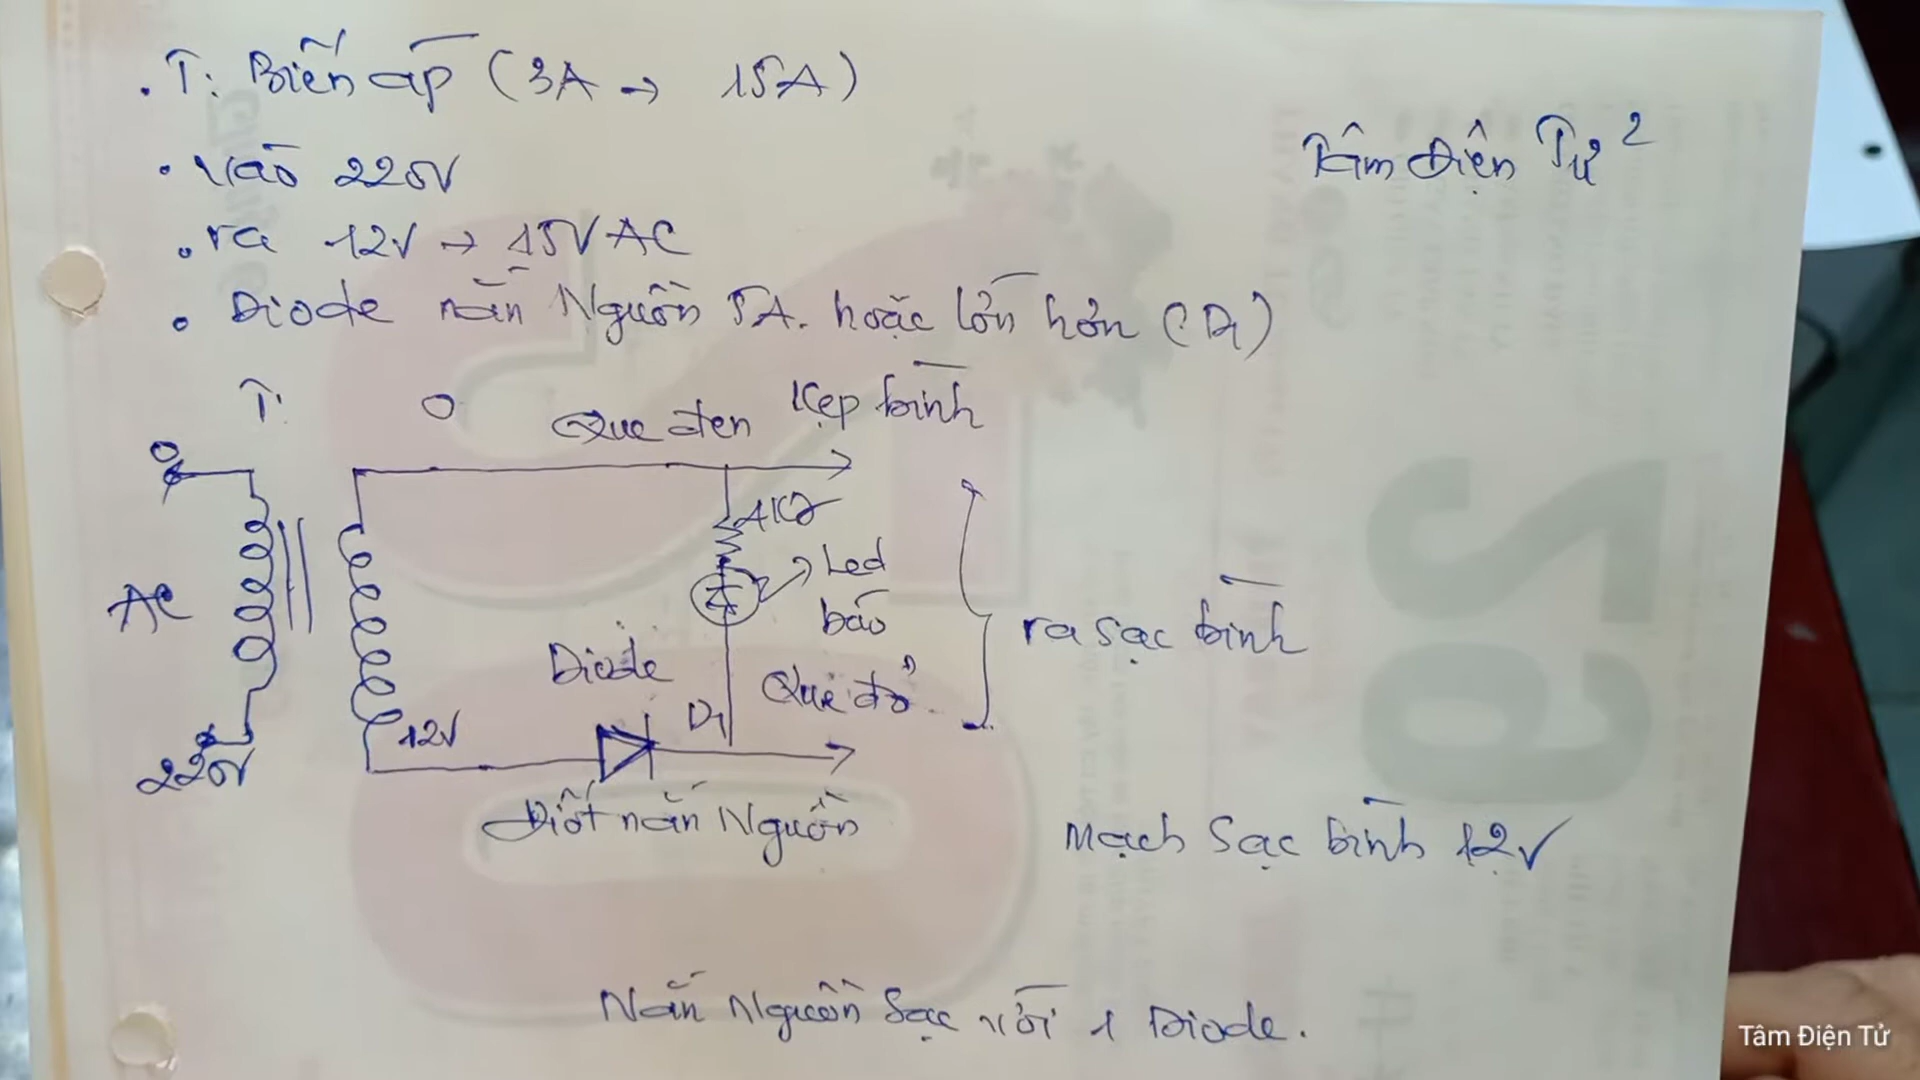 . T: Biến áp (3A → 15A)
Tâm Điện Tử 2
• Vào 220V
• ra 12V → 15V AC
• Diode nắn Nguồn 5A. hoặc lớn hơn (D1)
T:
O
Que đen
Kẹp bình
1KΩ
Led
báo
AC
ra sạc bình
Diode
D1
Que đỏ
12V
220V
Điốt nắn Nguồn
Mạch Sạc bình 12V
Nắn Nguồn Sạc với 1 Diode.
Tâm Điện Tử